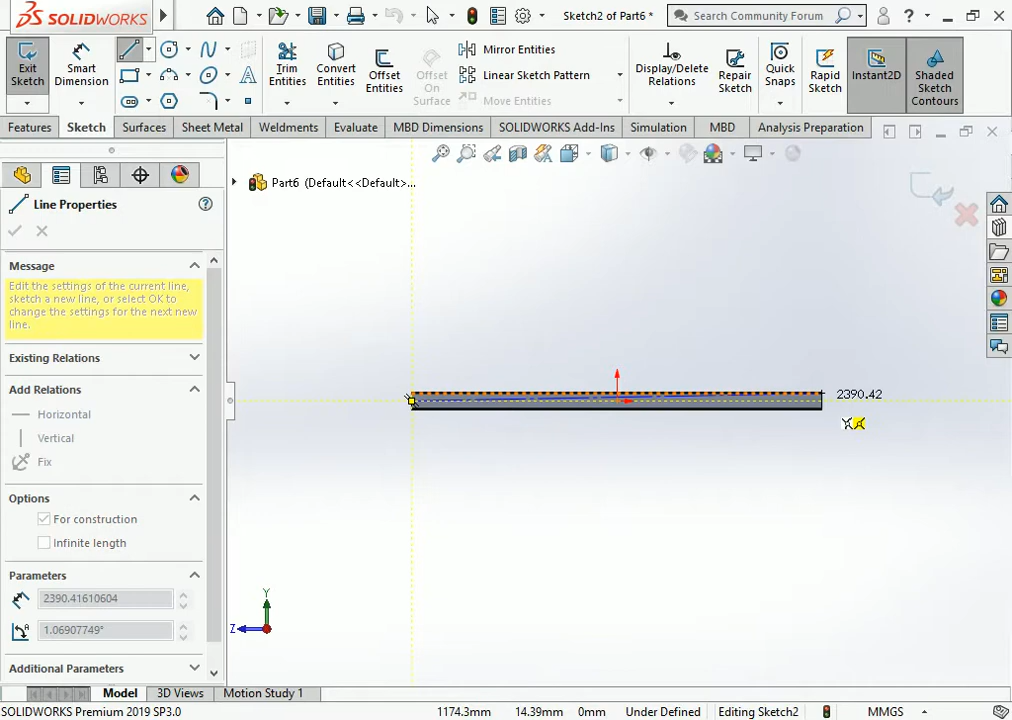 SOLIDWORKS
Sketch2 of Part6 *
Search Community Forum
Exit Sketch
Smart Dimension
Trim Entities
Convert Entities
Offset Entities
Offset On Surface
Mirror Entities
Linear Sketch Pattern
Move Entities
Display/Delete Relations
Repair Sketch
Quick Snaps
Rapid Sketch
Instant2D
Shaded Sketch Contours
Features
Sketch
Surfaces
Sheet Metal
Weldments
Evaluate
MBD Dimensions
SOLIDWORKS Add-Ins
Simulation
MBD
Analysis Preparation
Part6 (Default<<Default>...
Line Properties
Message
Edit the settings of the current line,
sketch a new line, or select OK to
change the settings for the next new
line.
Existing Relations
Add Relations
Horizontal
Vertical
Fix
Options
For construction
Infinite length
Parameters
2390.41610604
1.06907749°
Additional Parameters
2390.42
Y
Z
Model
3D Views
Motion Study 1
SOLIDWORKS Premium 2019 SP3.0
1174.3mm
14.39mm
0mm
Under Defined
Editing Sketch2
MMGS